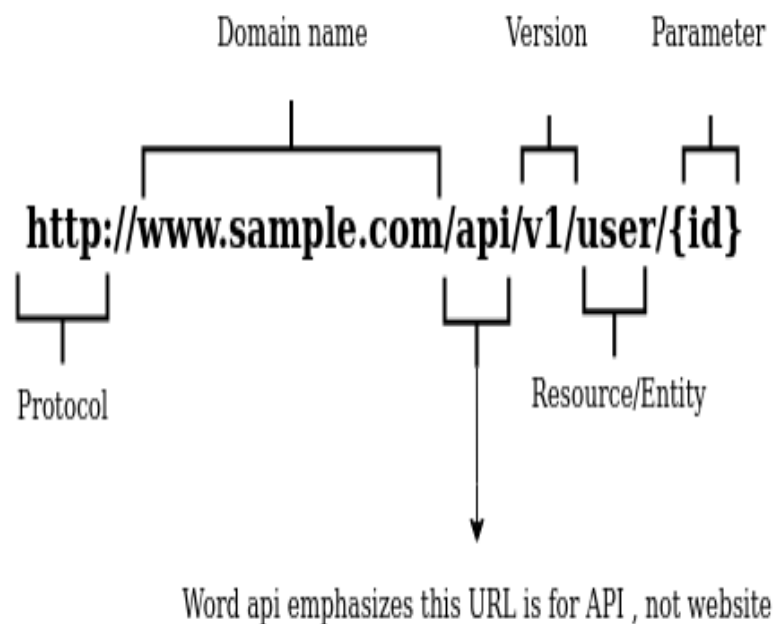 Domain name
Version
Parameter
http://www.sample.com/api/v1/user/{id}
Protocol
Resource/Entity
Word api emphasizes this URL is for API , not website